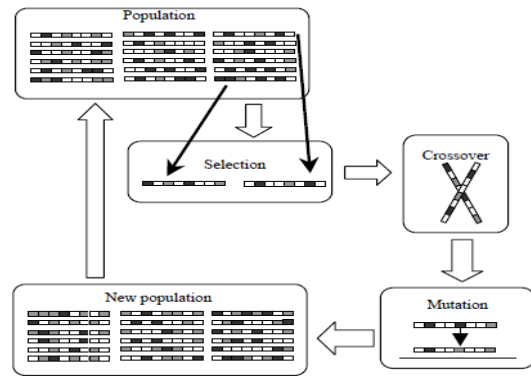 Population
Selection
Crossover
Mutation
New population